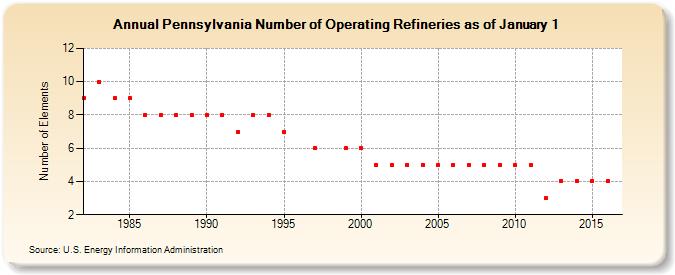 Annual Pennsylvania Number of Operating Refineries as of January 1
Number of Elements
12
10
8
6
4
2
1985 1990 1995 2000 2005 2010 2015
Source: U.S. Energy Information Administration